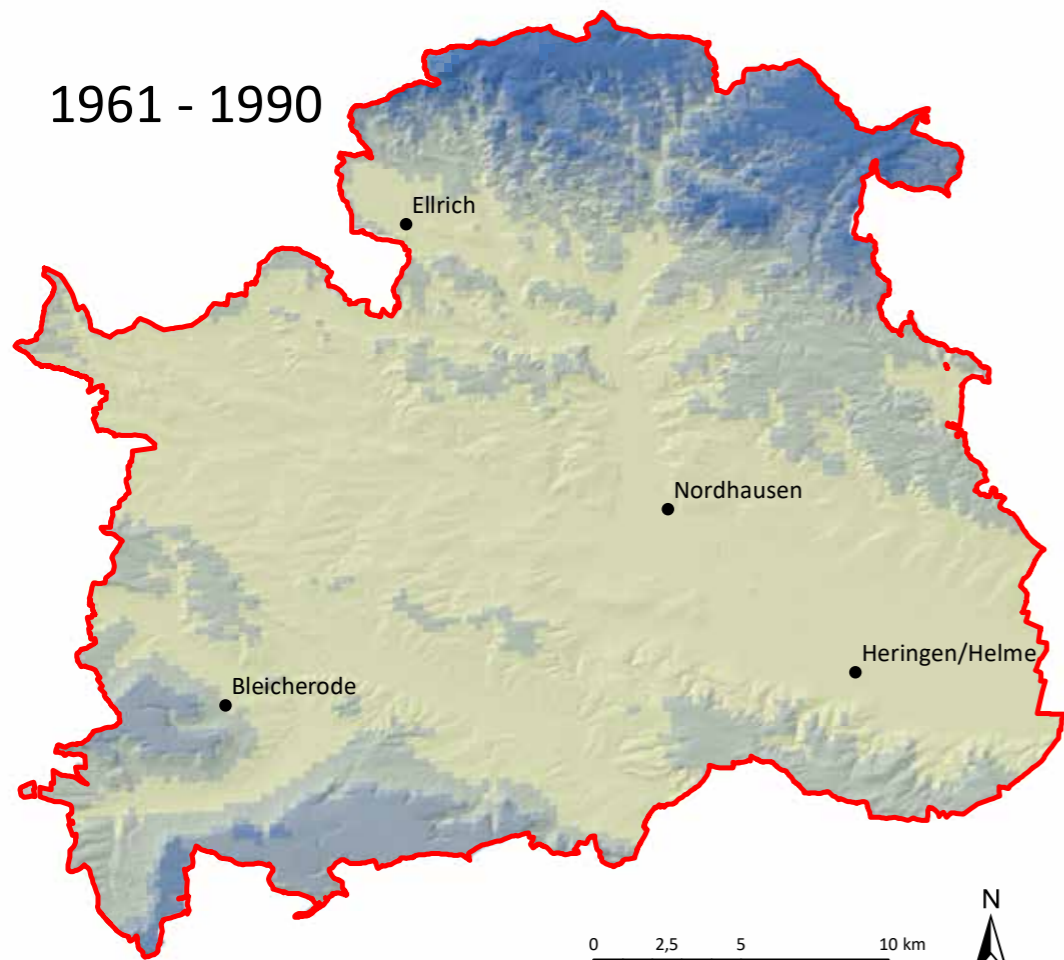 1961 - 1990
Ellrich
Nordhausen
Heringen/Helme
Bleicherode
N
0 2,5 5 10 km